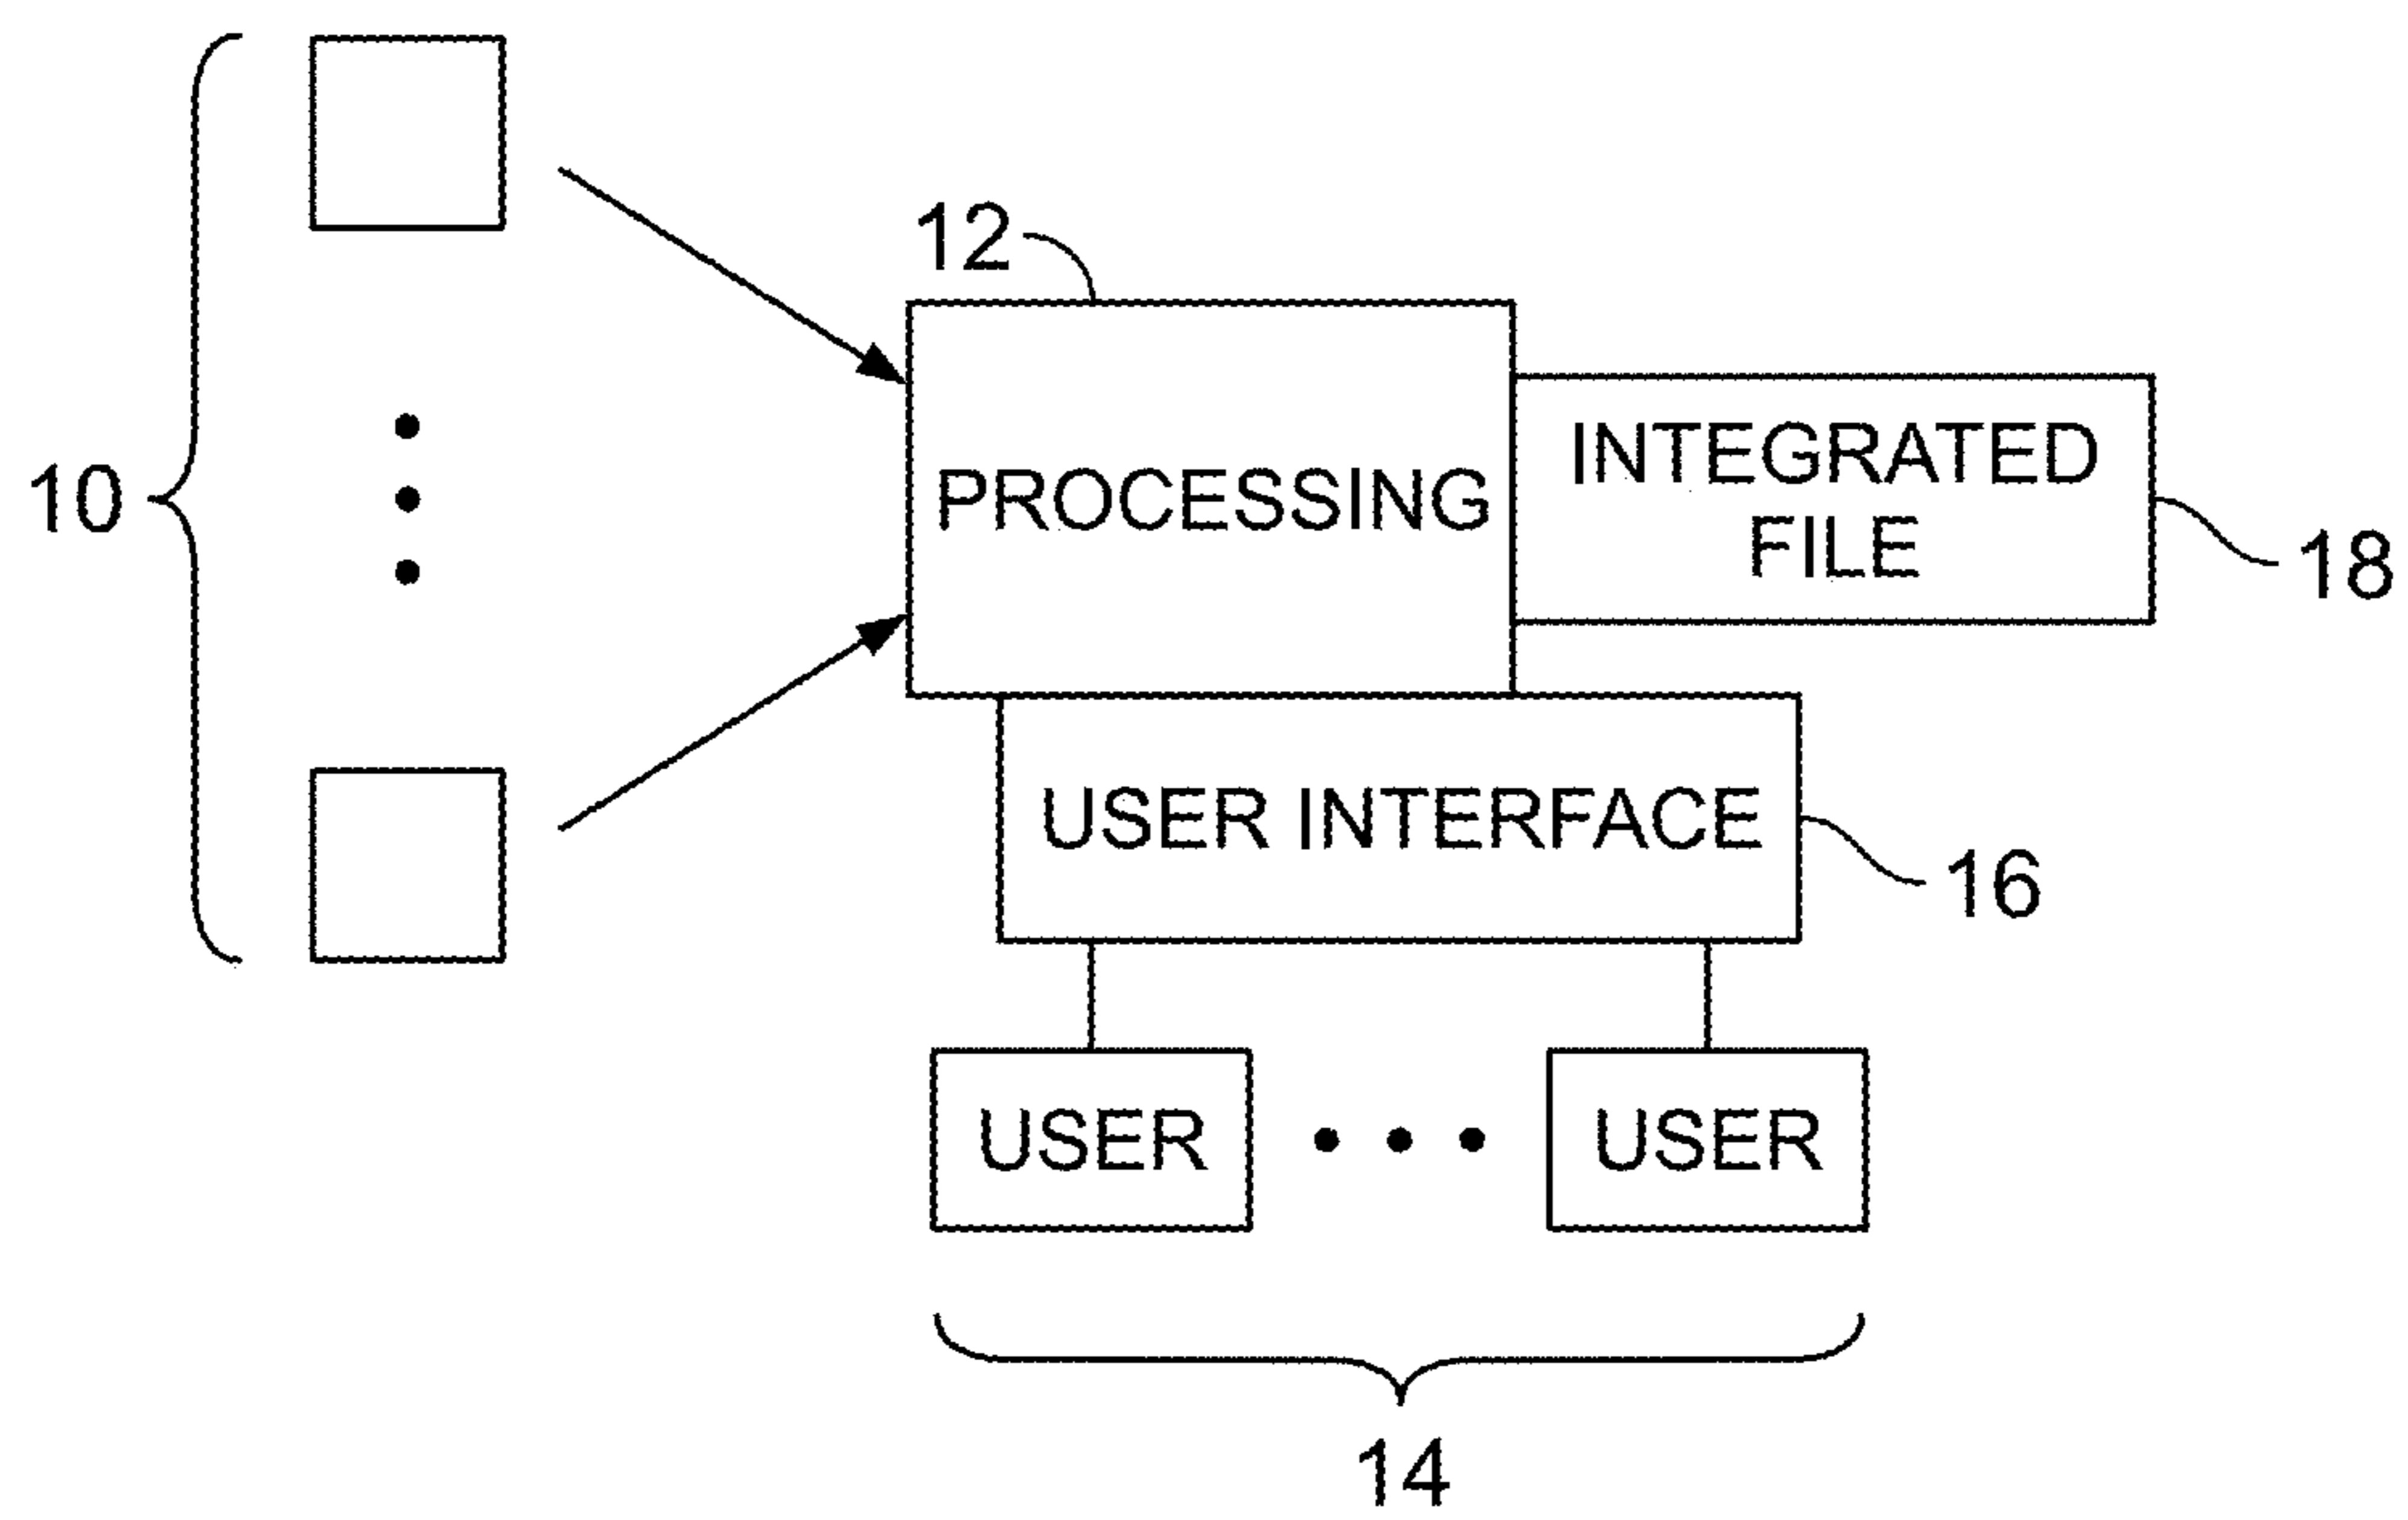 12
10
PROCESSING
INTEGRATED
FILE
18
USER INTERFACE
16
USER
USER
14